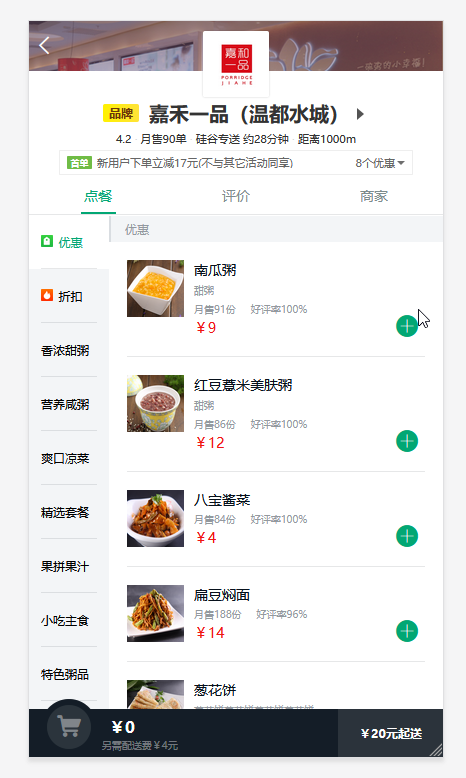 一碗粥的小幸福！
嘉和
一品
PORRIDGE
JIAHE
品牌 嘉禾一品（温都水城）
4.2 · 月售90单 · 硅谷专送 约28分钟 · 距离1000m
首单 新用户下单立减17元(不与其它活动同享) 8个优惠
点餐 评价 商家
优惠
折扣
香浓甜粥
营养咸粥
爽口凉菜
精选套餐
果拼果汁
小吃主食
特色粥品
优惠
南瓜粥
甜粥
月售91份 好评率100%
￥9
红豆薏米美肤粥
甜粥
月售86份 好评率100%
￥12
八宝酱菜
月售84份 好评率100%
￥4
扁豆焖面
月售188份 好评率96%
￥14
葱花饼
￥0
另需配送费￥4元
￥20元起送